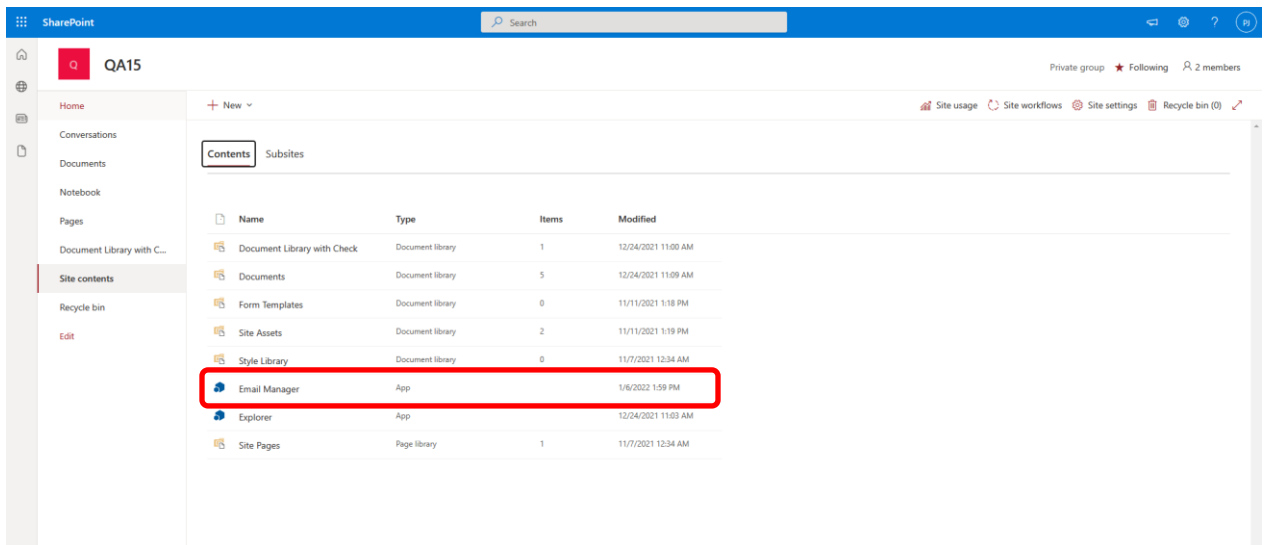 SharePoint
Search
?
PJ
Q
QA15
Private group ★ Following 2 members
Home
+ New
Site usage Site workflows Site settings Recycle bin (0)
Conversations
Documents
Notebook
Pages
Document Library with C...
Site contents
Recycle bin
Edit
Contents Subsites
Name Type Items Modified
Document Library with Check Document library 1 12/24/2021 11:00 AM
Documents Document library 5 12/24/2021 11:09 AM
Form Templates Document library 0 11/11/2021 1:18 PM
Site Assets Document library 2 11/11/2021 1:19 PM
Style Library Document library 0 11/7/2021 12:34 AM
Email Manager App 1/6/2022 1:59 PM
Explorer App 12/24/2021 11:03 AM
Site Pages Page library 1 11/7/2021 12:34 AM